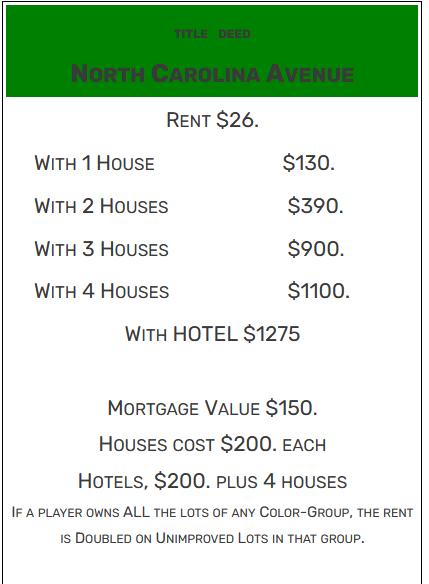 TITLE DEED
NORTH CAROLINA AVENUE
RENT $26.
WITH 1 HOUSE $130.
WITH 2 HOUSES $390.
WITH 3 HOUSES $900.
WITH 4 HOUSES $1100.
WITH HOTEL $1275
MORTGAGE VALUE $150.
HOUSES COST $200. EACH
HOTELS, $200. PLUS 4 HOUSES
IF A PLAYER OWNS ALL THE LOTS OF ANY COLOR-GROUP, THE RENT
IS DOUBLED ON UNIMPROVED LOTS IN THAT GROUP.